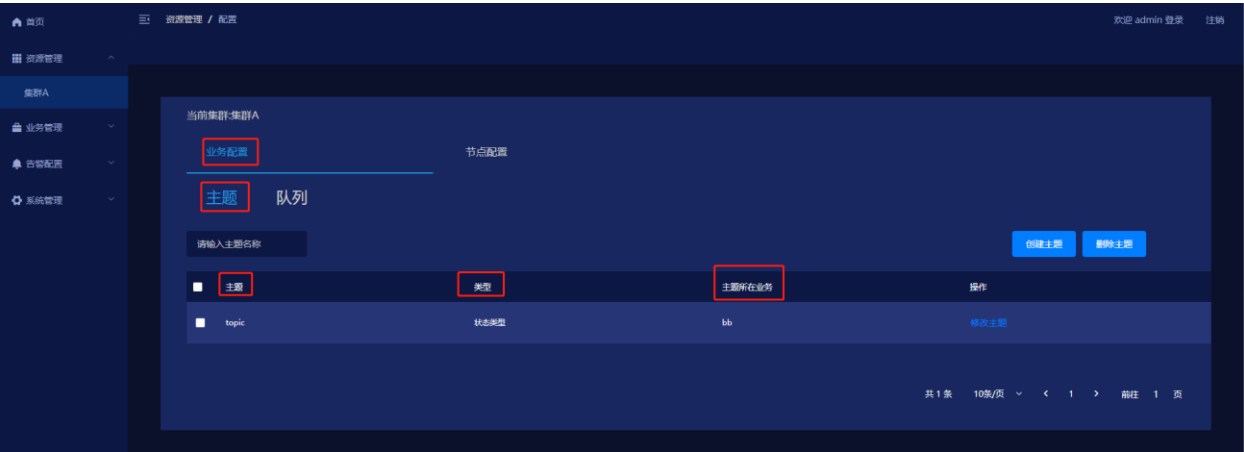 首页
资源管理 / 配置
欢迎 admin 登录 注销
资源管理
集群A
业务管理
告警配置
系统管理
当前集群:集群A
业务配置 节点配置
主题 队列
请输入主题名称 创建主题 删除主题
主题 类型 主题所在业务 操作
topic 状态类型 bb 修改主题
共 1 条 10条/页 1 前往 1 页